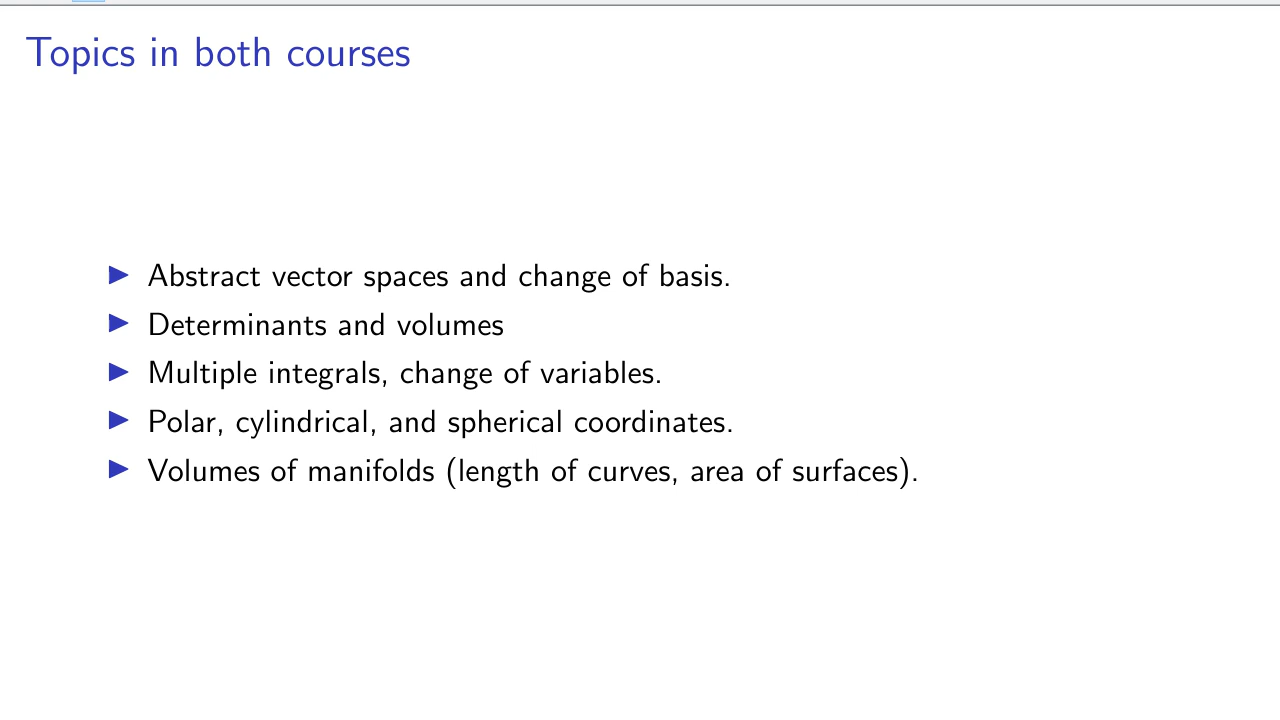 Topics in both courses
Abstract vector spaces and change of basis.
Determinants and volumes
Multiple integrals, change of variables.
Polar, cylindrical, and spherical coordinates.
Volumes of manifolds (length of curves, area of surfaces).